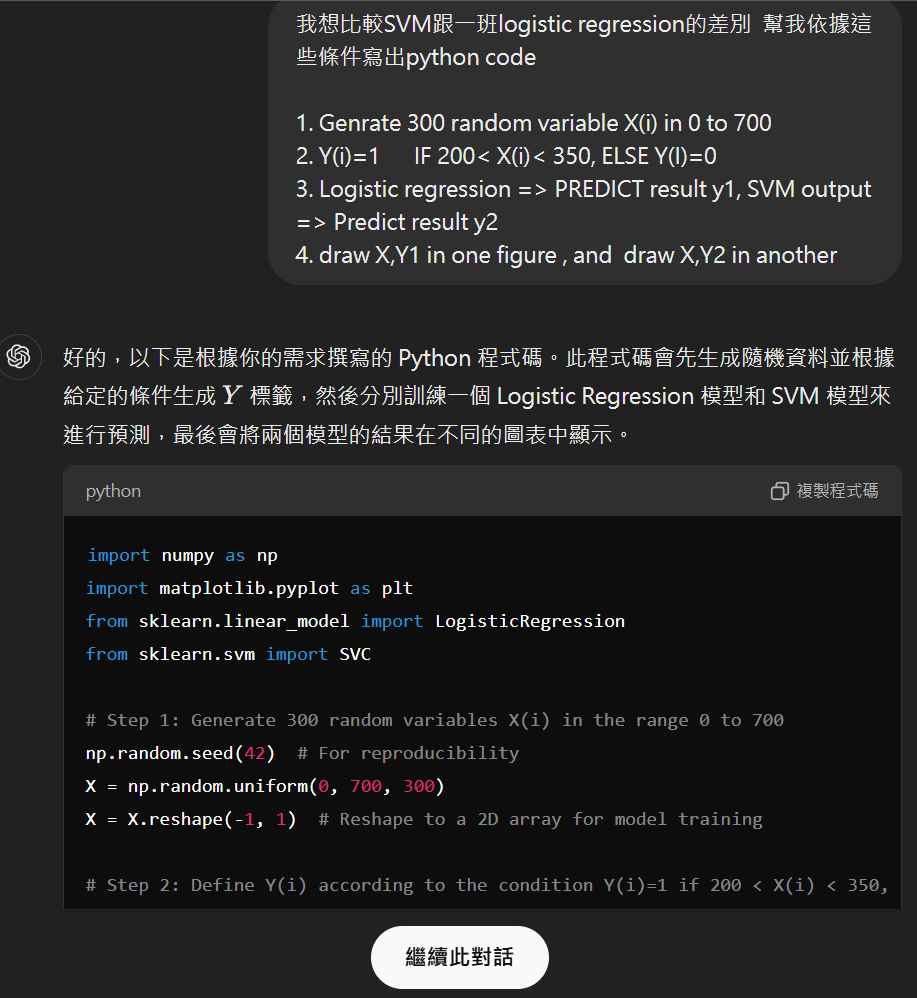 我想比較SVM跟一班logistic regression的差別 幫我依據這
些條件寫出python code
1. Genrate 300 random variable X(i) in 0 to 700
2. Y(i)=1 IF 200< X(i)< 350, ELSE Y(I)=0
3. Logistic regression => PREDICT result y1, SVM output
=> Predict result y2
4. draw X,Y1 in one figure , and draw X,Y2 in another
好的，以下是根據你的需求撰寫的 Python 程式碼。此程式碼會先生成隨機資料並根據
給定的條件生成 Y 標籤，然後分別訓練一個 Logistic Regression 模型和 SVM 模型來
進行預測，最後會將兩個模型的結果在不同的圖表中顯示。
python
複製程式碼
import numpy as np
import matplotlib.pyplot as plt
from sklearn.linear_model import LogisticRegression
from sklearn.svm import SVC
# Step 1: Generate 300 random variables X(i) in the range 0 to 700
np.random.seed(42) # For reproducibility
X = np.random.uniform(0, 700, 300)
X = X.reshape(-1, 1) # Reshape to a 2D array for model training
# Step 2: Define Y(i) according to the condition Y(i)=1 if 200 < X(i) < 350,
繼續此對話